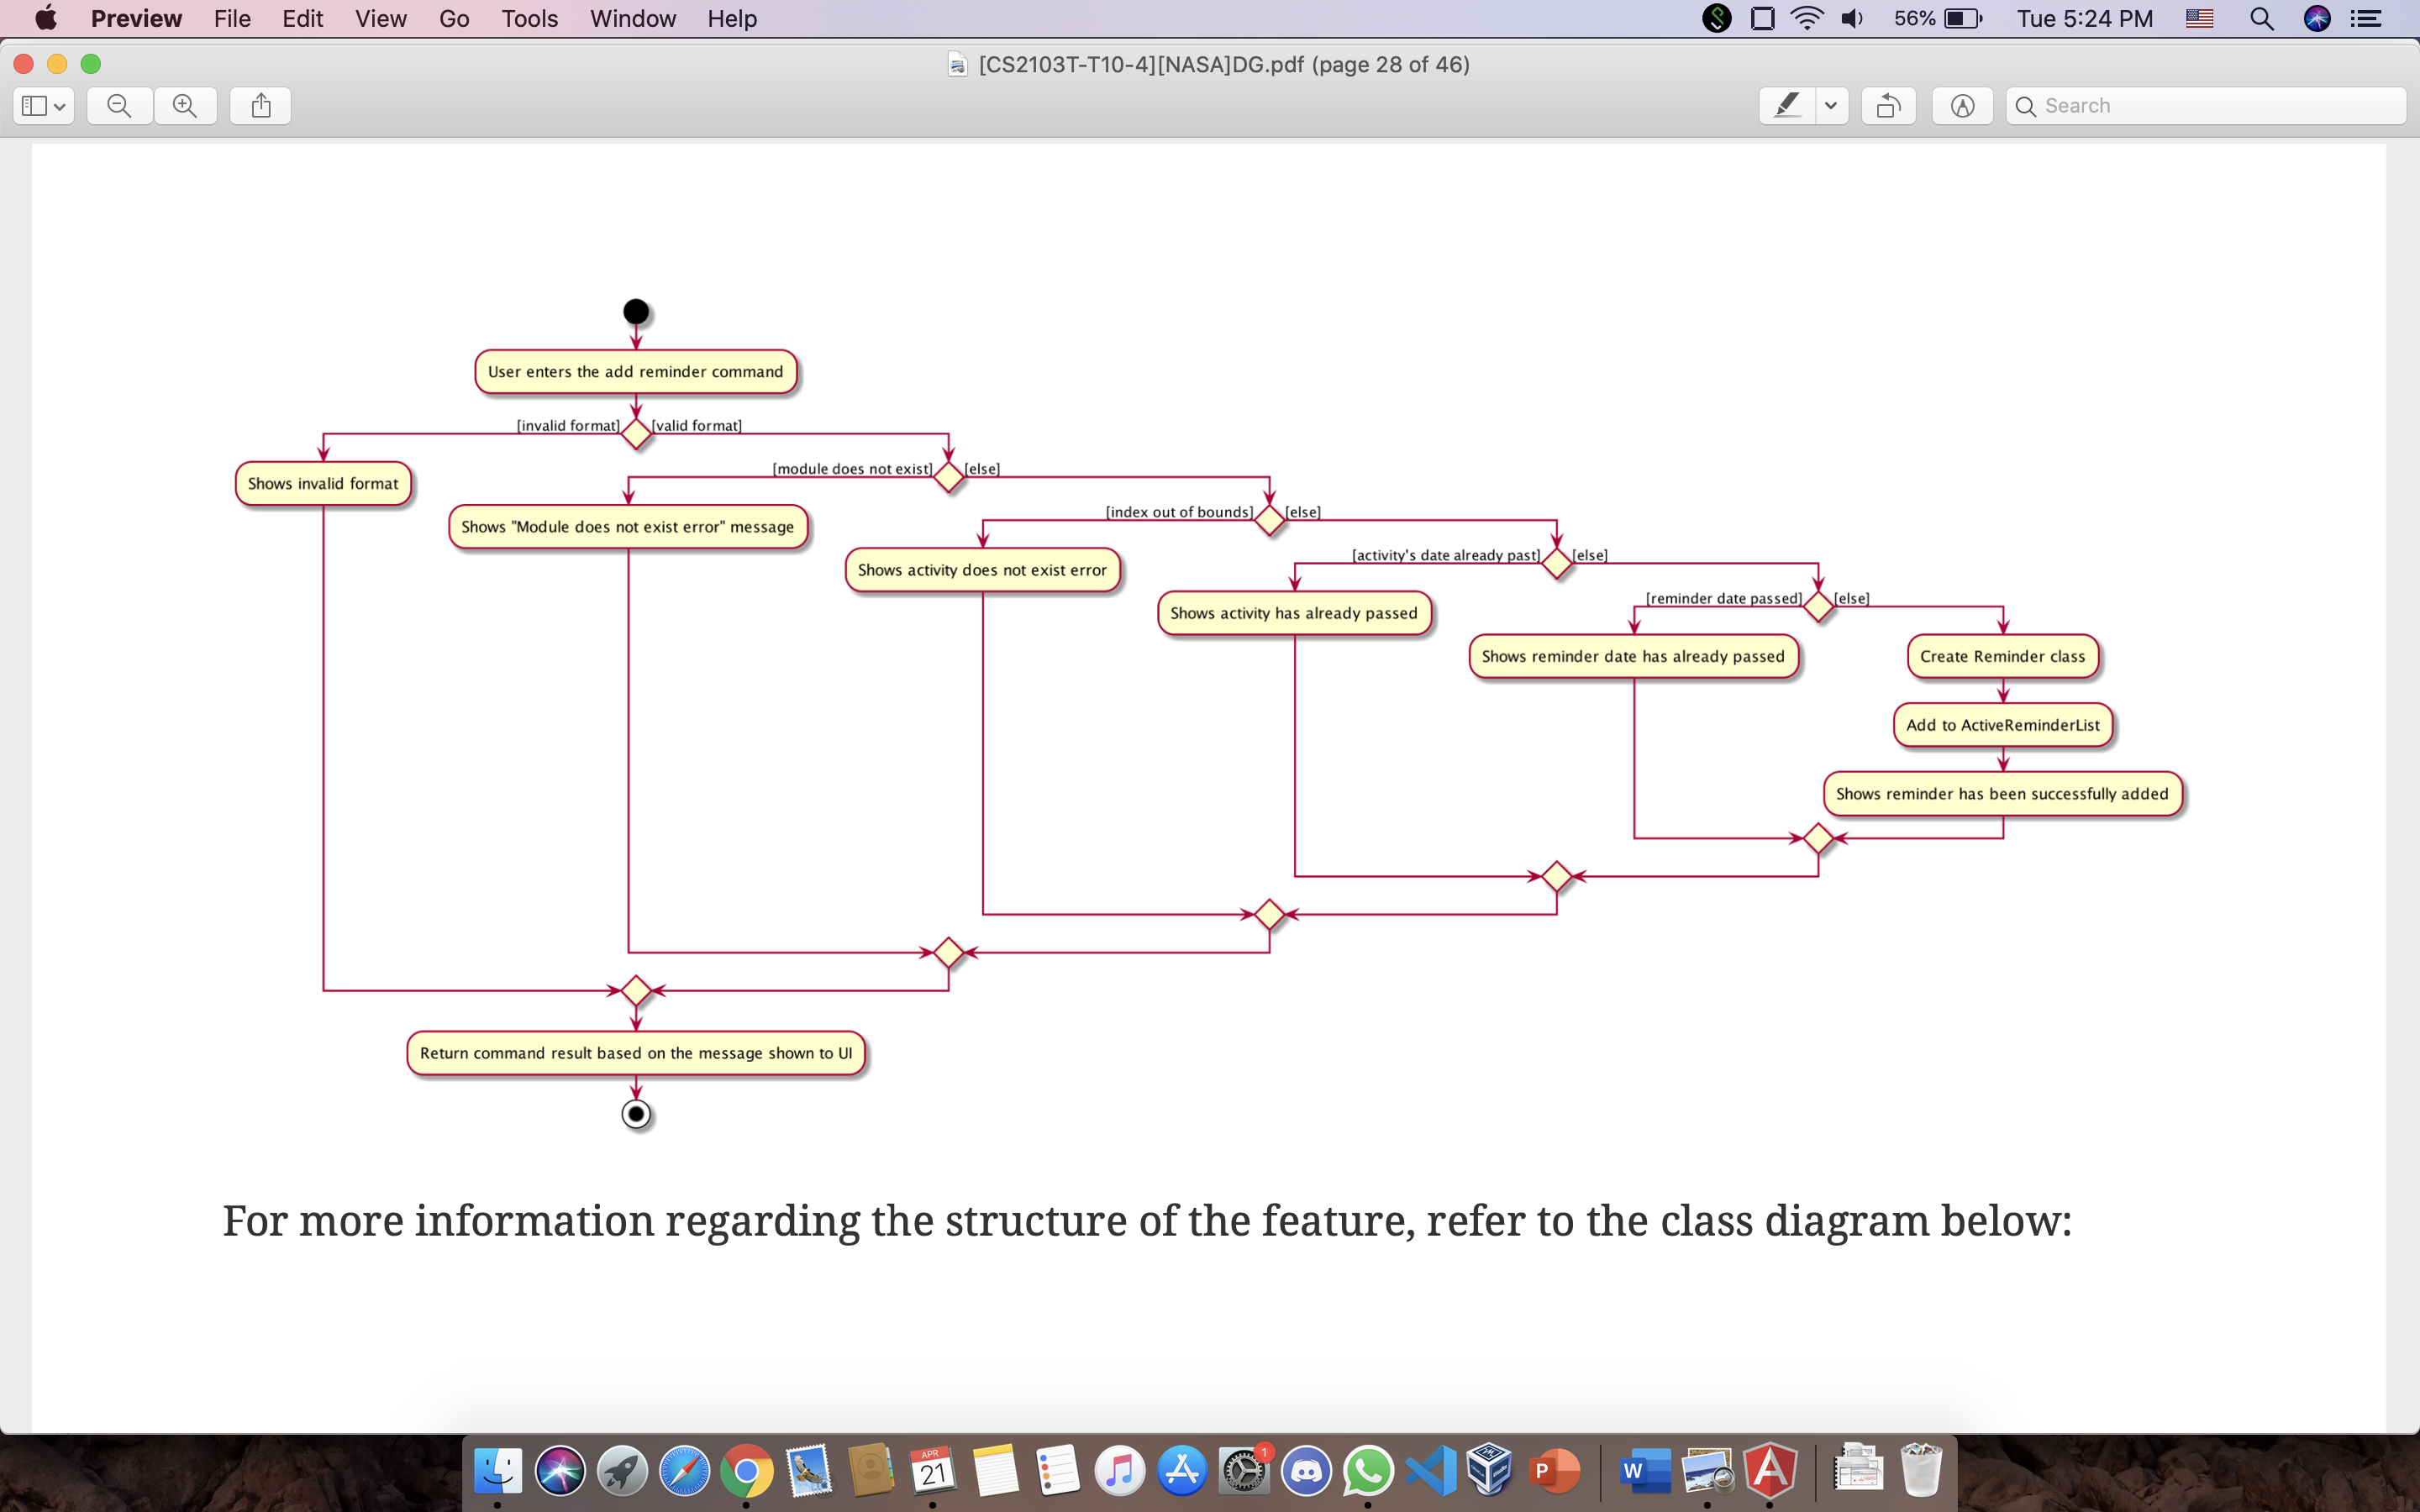 Preview File Edit View Go Tools Window Help 56% Tue 5:24 PM
[CS2103T-T10-4][NASA]DG.pdf (page 28 of 46)
Search
User enters the add reminder command
[invalid format] [valid format]
[module does not exist] [else]
Shows invalid format
[index out of bounds] [else]
Shows "Module does not exist error" message
[activity's date already past] [else]
Shows activity does not exist error
[reminder date passed] [else]
Shows activity has already passed
Shows reminder date has already passed
Create Reminder class
Add to ActiveReminderList
Shows reminder has been successfully added
Return command result based on the message shown to UI
For more information regarding the structure of the feature, refer to the class diagram below:
APR
21
1
P
W